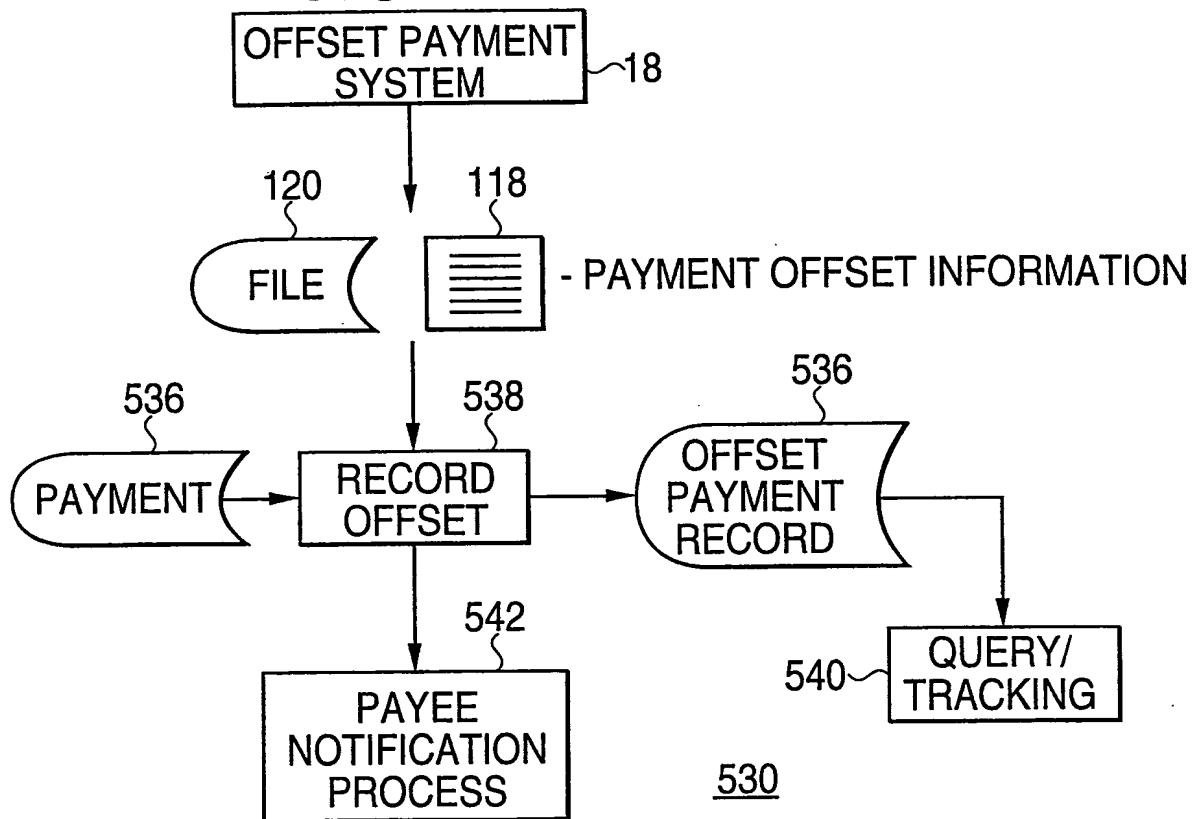 OFFSET PAYMENT
SYSTEM
18
120
118
FILE
- PAYMENT OFFSET INFORMATION
536
538
536
PAYMENT
RECORD
OFFSET
OFFSET
PAYMENT
RECORD
542
540
QUERY/
TRACKING
PAYEE
NOTIFICATION
PROCESS
530